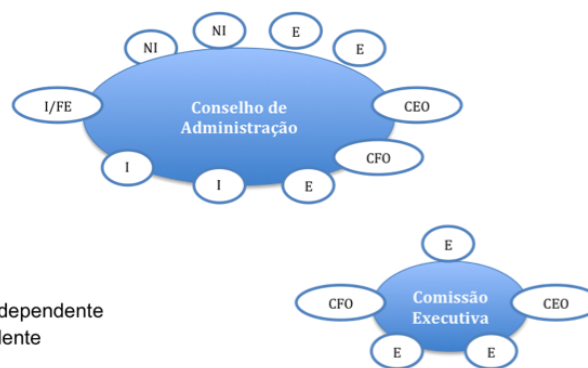 NI
NI
E
E
I/FE
Conselho de
Administração
CEO
CFO
I
I
E
E
CFO
Comissão
Executiva
CEO
E
E